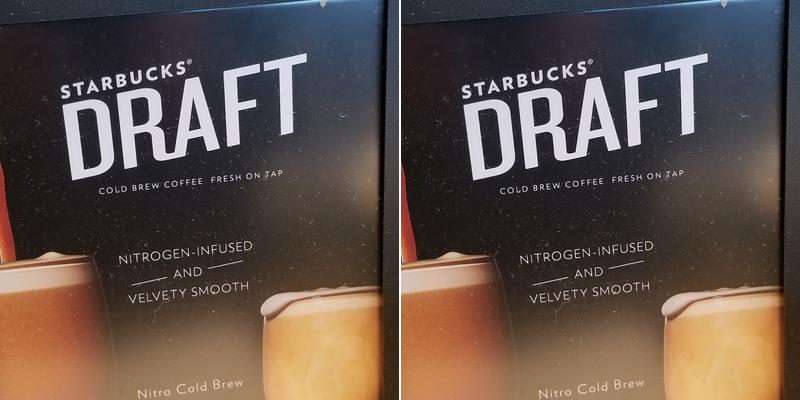 STARBUCKS®
DRAFT
COLD BREW COFFEE FRESH ON TAP
NITROGEN-INFUSED
AND
VELVETY SMOOTH
Nitro Cold Brew
STARBUCKS®
DRAFT
COLD BREW COFFEE FRESH ON TAP
NITROGEN-INFUSED
AND
VELVETY SMOOTH
Nitro Cold Brew